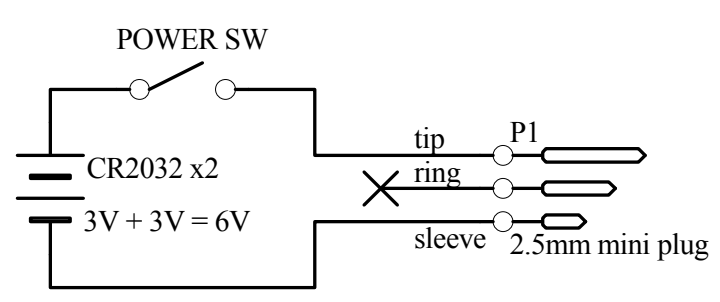 POWER SW
tip
P1
CR2032 x2
ring
3V + 3V = 6V
sleeve
2.5mm mini plug